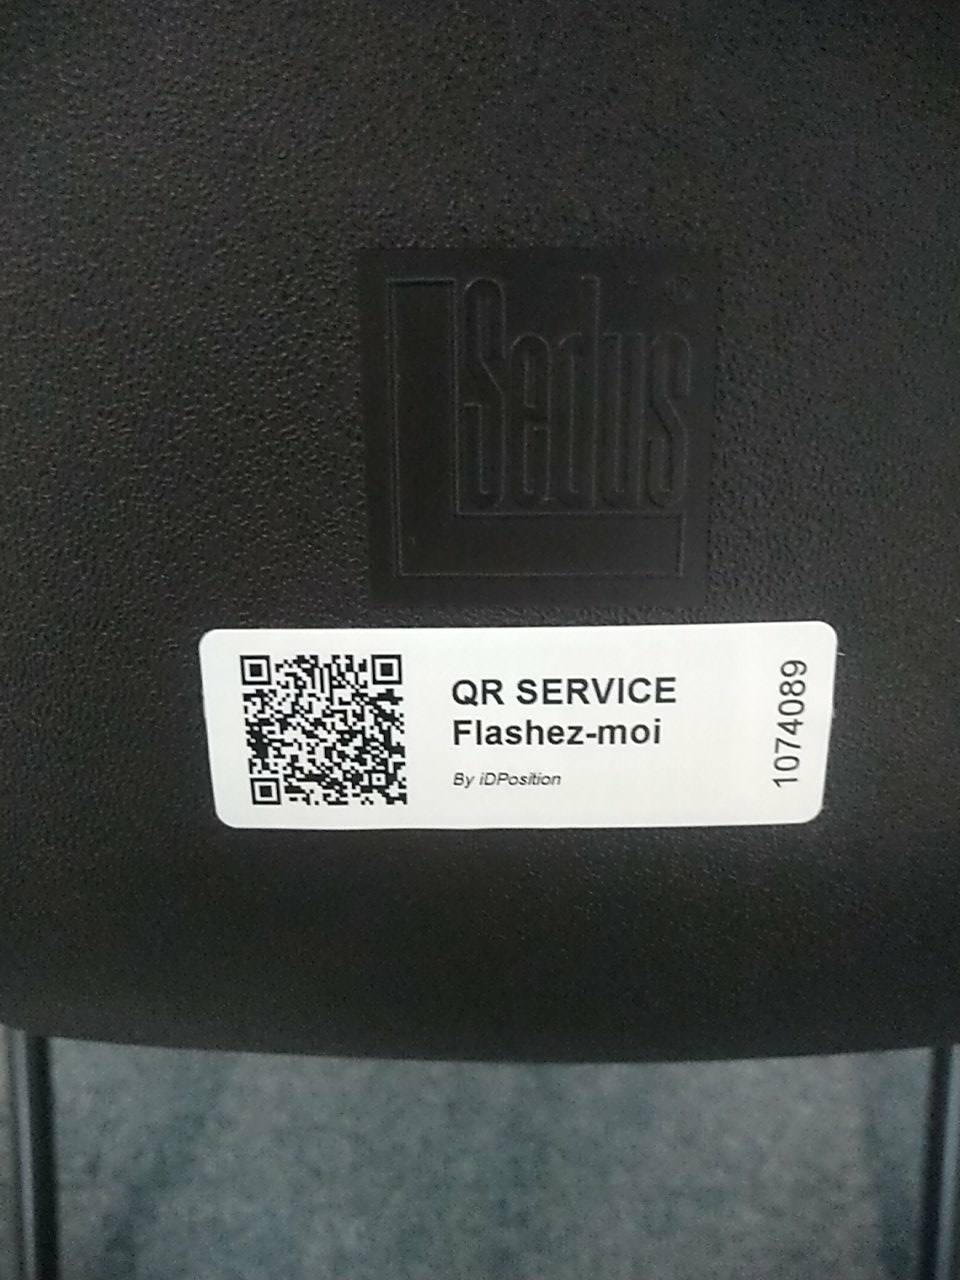 Sedus
QR SERVICE
Flashez-moi
By iDPosition
1074089